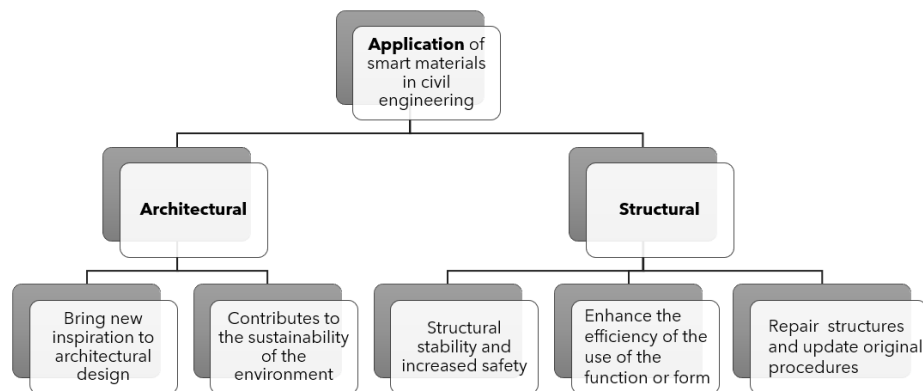 Application of
smart materials
in civil
engineering
Architectural
Structural
Bring new
inspiration to
architectural
design
Contributes to
the sustainability
of the
environment
Structural
stability and
increased safety
Enhance the
efficiency of the
use of the
function or form
Repair structures
and update original
procedures